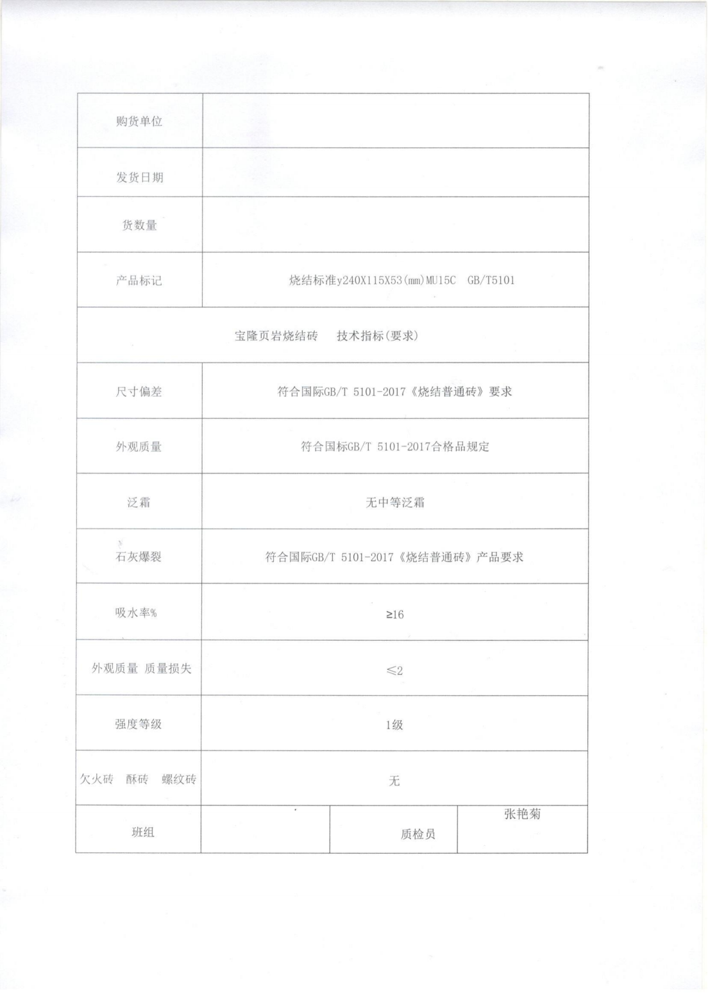 购货单位
发货日期
货数量
产品标记 烧结标准y240X115X53(mm)MU15C GB/T5101
宝隆页岩烧结砖 技术指标(要求)
尺寸偏差 符合国际GB/T 5101-2017《烧结普通砖》要求
外观质量 符合国标GB/T 5101-2017合格品规定
泛霜 无中等泛霜
石灰爆裂 符合国际GB/T 5101-2017《烧结普通砖》产品要求
吸水率% ≥16
外观质量 质量损失 ≤2
强度等级 1级
欠火砖 酥砖 螺纹砖 无
班组 质检员 张艳菊